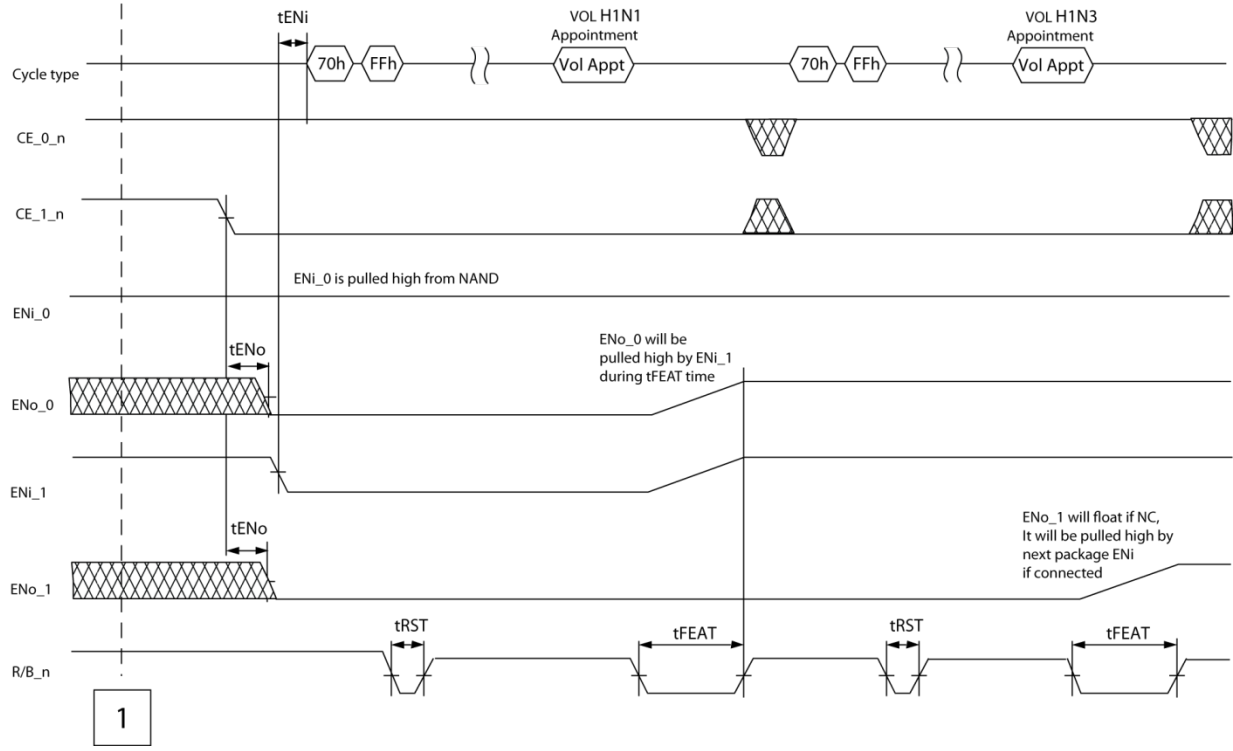 tENi
VOL H1N1
Appointment
VOL H1N3
Appointment
Cycle type
70h
FFh
Vol Appt
70h
FFh
Vol Appt
CE_0_n
CE_1_n
ENi_0 is pulled high from NAND
ENi_0
tENo
ENo_0 will be
pulled high by ENi_1
during tFEAT time
ENo_0
ENi_1
tENo
ENo_1 will float if NC,
It will be pulled high by
next package ENi
if connected
ENo_1
tRST
tFEAT
tRST
tFEAT
R/B_n
1